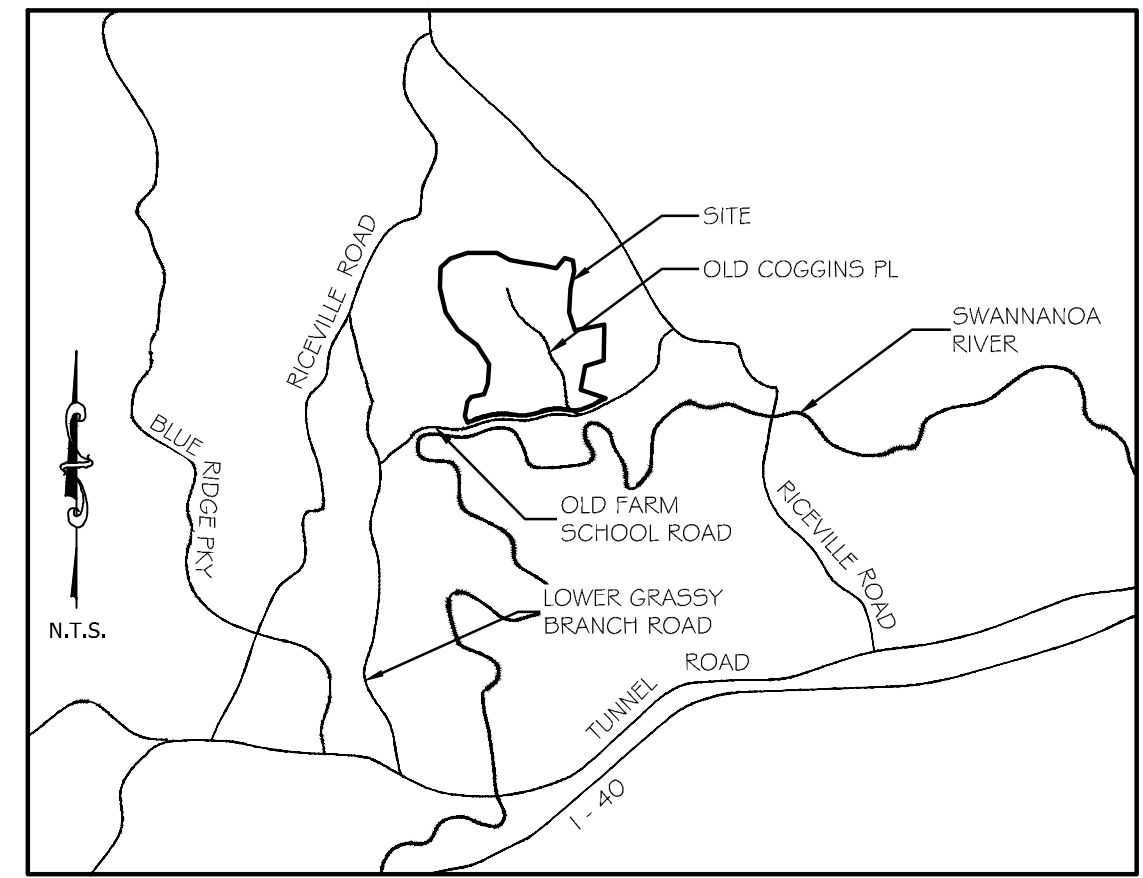 SITE
OLD COGGINS PL
SWANNANOA
RIVER
RICEVILLE ROAD
BLUE RIDGE PKY
N.T.S.
OLD FARM
SCHOOL ROAD
RICEVILLE ROAD
LOWER GRASSY
BRANCH ROAD
TUNNEL ROAD
I - 40